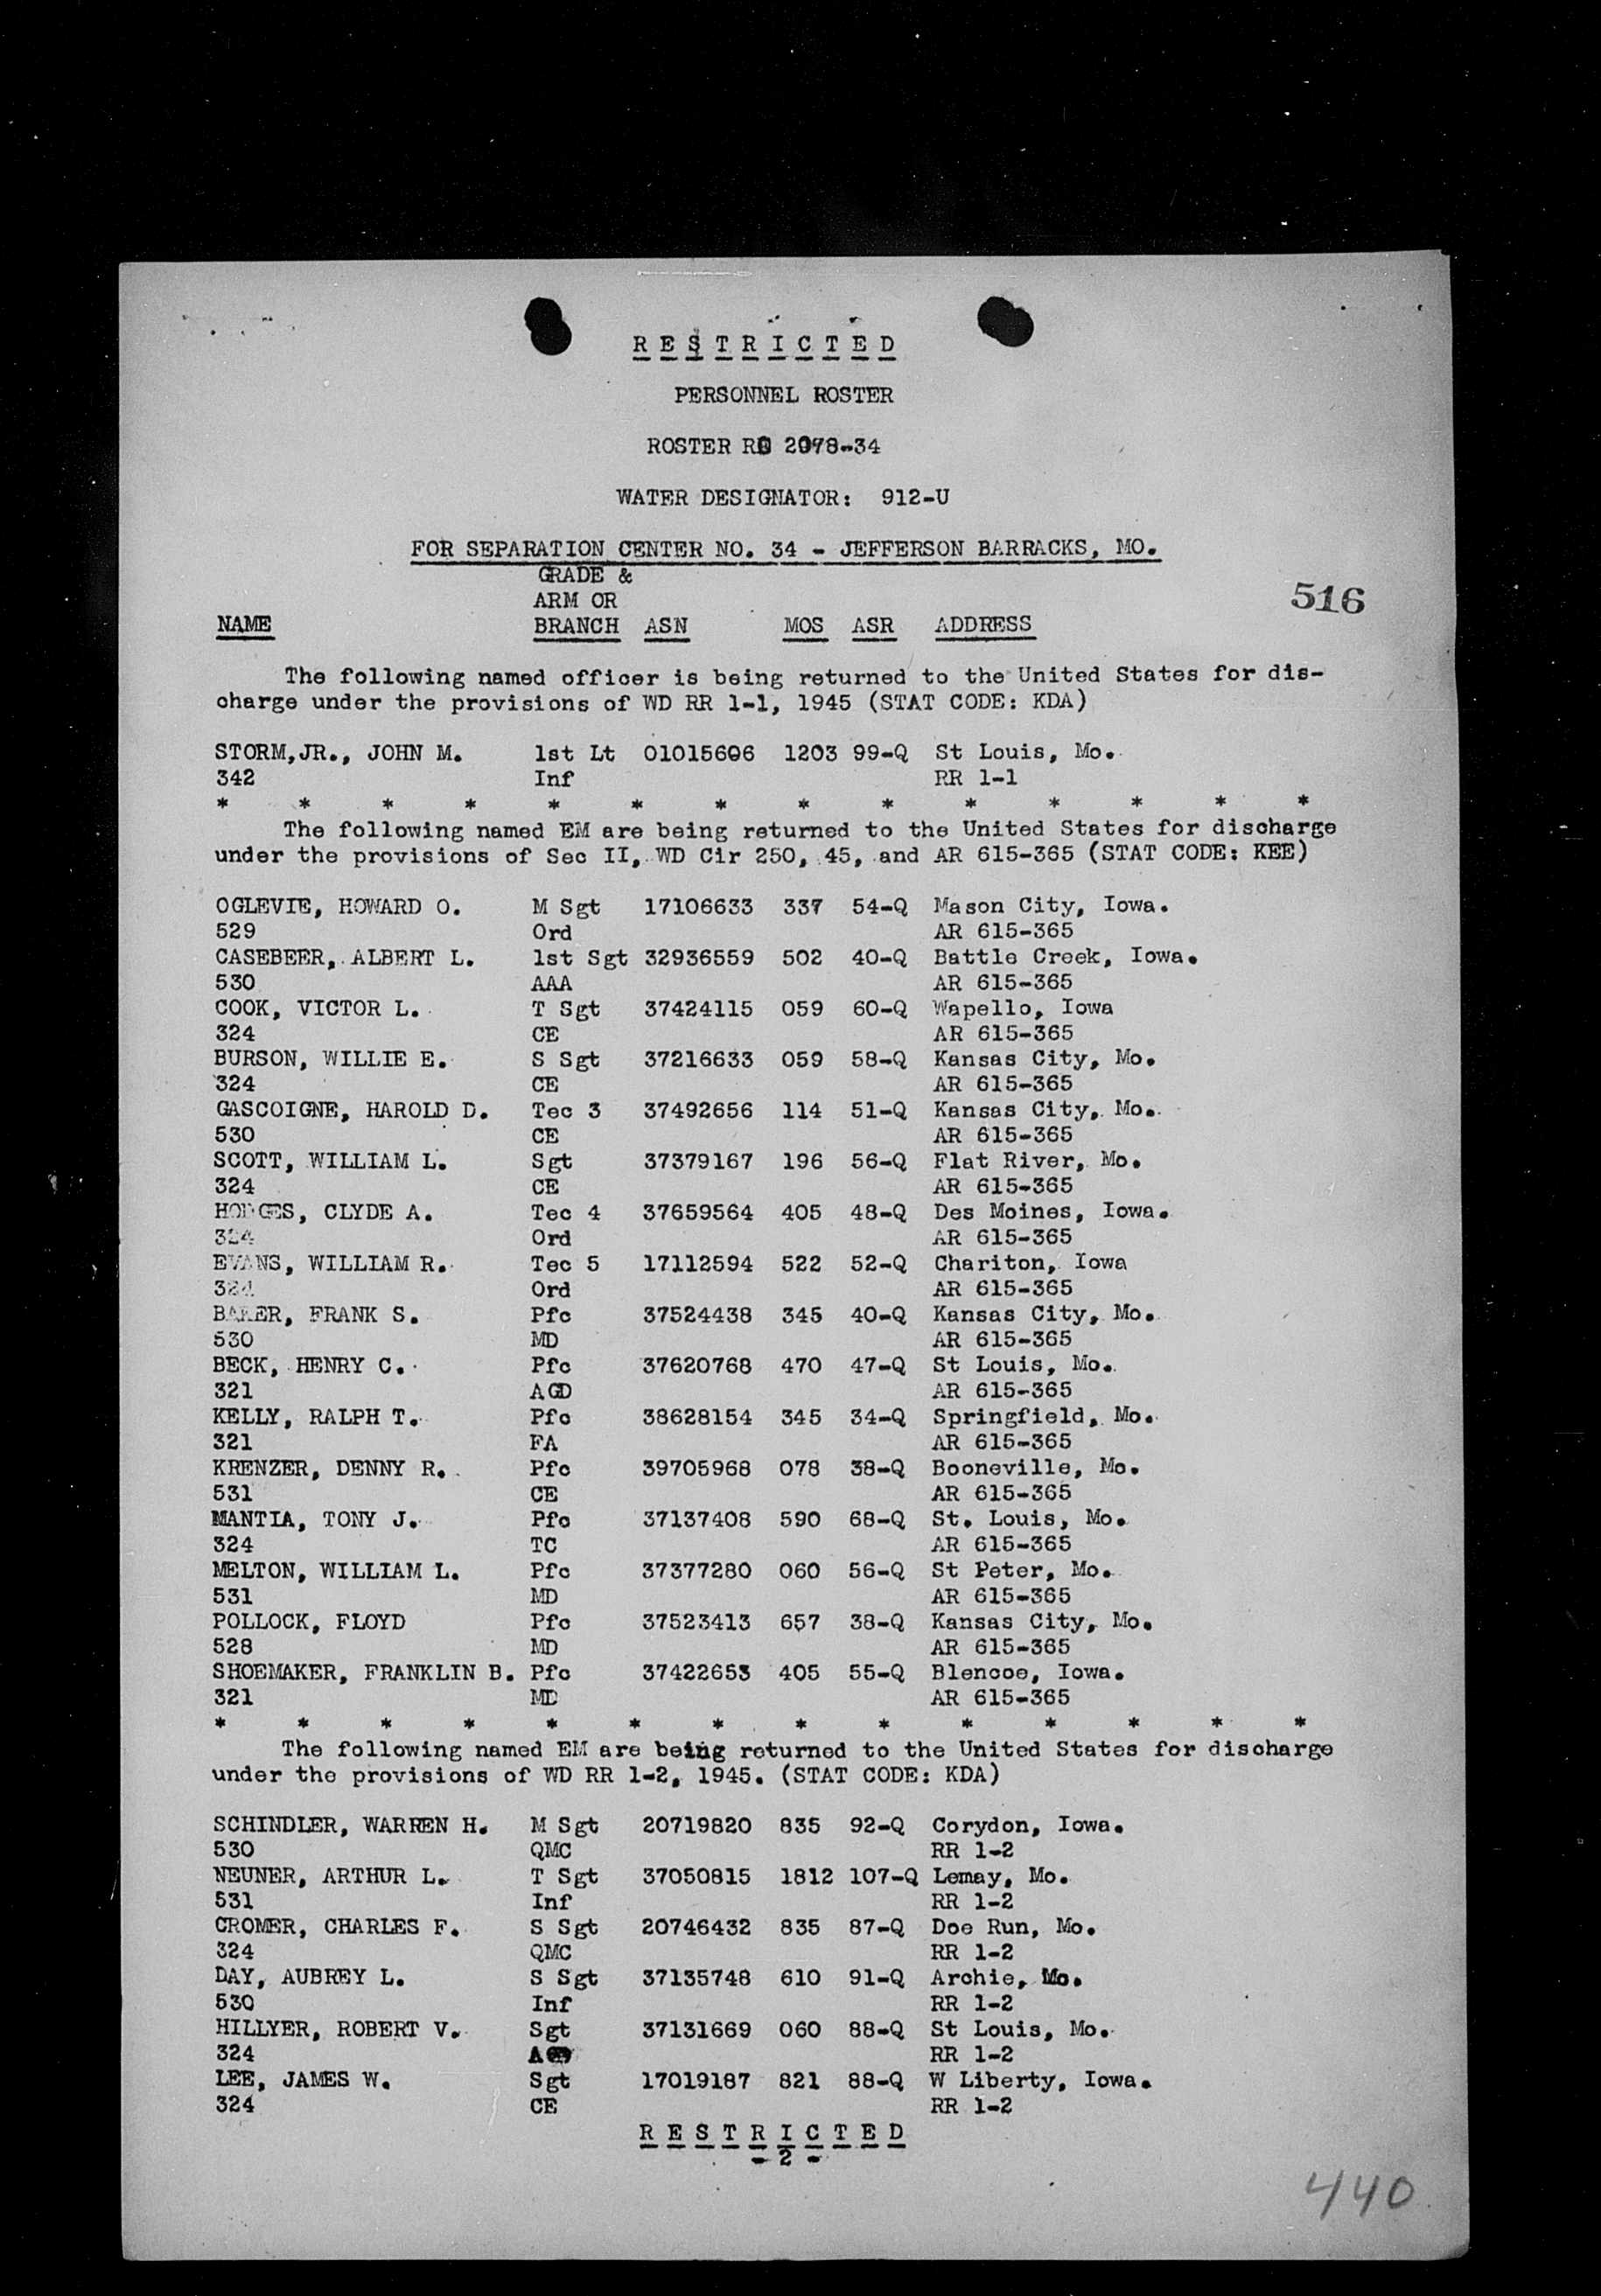 R E S T R I C T E D
PERSONNEL ROSTER
ROSTER RO 2078-34
WATER DESIGNATOR: 912-U
FOR SEPARATION CENTER NO. 34 - JEFFERSON BARRACKS, MO.
GRADE &
ARM OR
516
NAME BRANCH ASN MOS ASR ADDRESS
The following named officer is being returned to the United States for dis-
charge under the provisions of WD RR 1-1, 1945 (STAT CODE: KDA)
STORM,JR., JOHN M. 1st Lt 01015606 1203 99-Q St Louis, Mo.
342 Inf RR 1-1
* * * * * * * * * * * * * *
The following named EM are being returned to the United States for discharge
under the provisions of Sec II, WD Cir 250, 45, and AR 615-365 (STAT CODE: KEE)
OGLEVIE, HOWARD O. M Sgt 17106633 337 54-Q Mason City, Iowa.
529 Ord AR 615-365
CASEBEER, ALBERT L. 1st Sgt 32936559 502 40-Q Battle Creek, Iowa.
530 AAA AR 615-365
COOK, VICTOR L. T Sgt 37424115 059 60-Q Wapello, Iowa
324 CE AR 615-365
BURSON, WILLIE E. S Sgt 37216633 059 58-Q Kansas City, Mo.
324 CE AR 615-365
GASCOIGNE, HAROLD D. Tec 3 37492656 114 51-Q Kansas City, Mo.
530 CE AR 615-365
SCOTT, WILLIAM L. Sgt 37379167 196 56-Q Flat River, Mo.
324 CE AR 615-365
HODGES, CLYDE A. Tec 4 37659564 405 48-Q Des Moines, Iowa.
324 Ord AR 615-365
EVANS, WILLIAM R. Tec 5 17112594 522 52-Q Chariton, Iowa
324 Ord AR 615-365
BAKER, FRANK S. Pfc 37524438 345 40-Q Kansas City, Mo.
530 MD AR 615-365
BECK, HENRY C. Pfc 37620768 470 47-Q St Louis, Mo.
321 AGD AR 615-365
KELLY, RALPH T. Pfc 38628154 345 34-Q Springfield, Mo.
321 FA AR 615-365
KRENZER, DENNY R. Pfc 39705968 078 38-Q Booneville, Mo.
531 CE AR 615-365
MANTIA, TONY J. Pfc 37137408 590 68-Q St. Louis, Mo.
324 TC AR 615-365
MELTON, WILLIAM L. Pfc 37377280 060 56-Q St Peter, Mo.
531 MD AR 615-365
POLLOCK, FLOYD Pfc 37523413 657 38-Q Kansas City, Mo.
528 MD AR 615-365
SHOEMAKER, FRANKLIN B. Pfc 37422653 405 55-Q Blencoe, Iowa.
321 MD AR 615-365
* * * * * * * * * * * * * *
The following named EM are being returned to the United States for discharge
under the provisions of WD RR 1-2, 1945. (STAT CODE: KDA)
SCHINDLER, WARREN H. M Sgt 20719820 835 92-Q Corydon, Iowa.
530 QMC RR 1-2
NEUNER, ARTHUR L. T Sgt 37050815 1812 107-Q Lemay, Mo.
531 Inf RR 1-2
CROMER, CHARLES F. S Sgt 20746432 835 87-Q Doe Run, Mo.
324 QMC RR 1-2
DAY, AUBREY L. S Sgt 37135748 610 91-Q Archie, Mo.
530 Inf RR 1-2
HILLYER, ROBERT V. Sgt 37131669 060 88-Q St Louis, Mo.
324 RR 1-2
LEE, JAMES W. Sgt 17019187 821 88-Q W Liberty, Iowa.
324 CE RR 1-2
R E S T R I C T E D
- 2 -
440